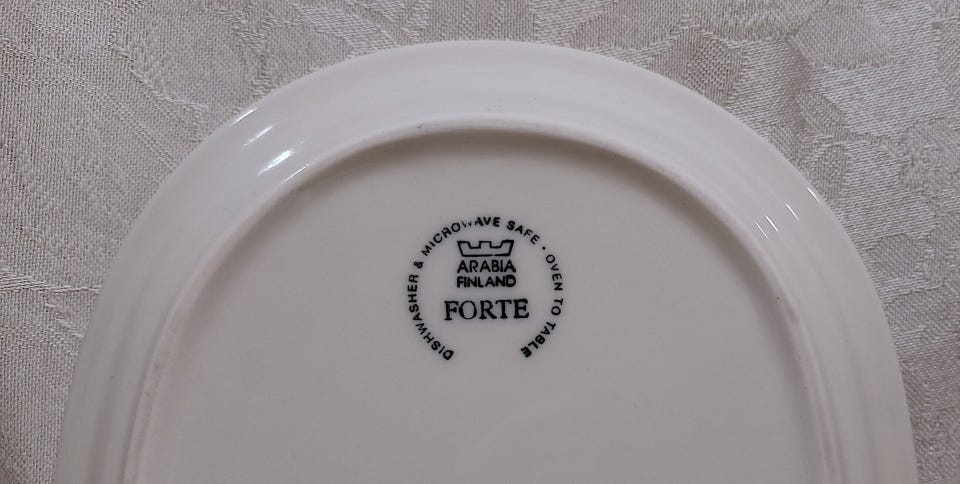 DISHWASHER & MICROWAVE SAFE · OVEN TO TABLE
ARABIA
FINLAND
FORTE